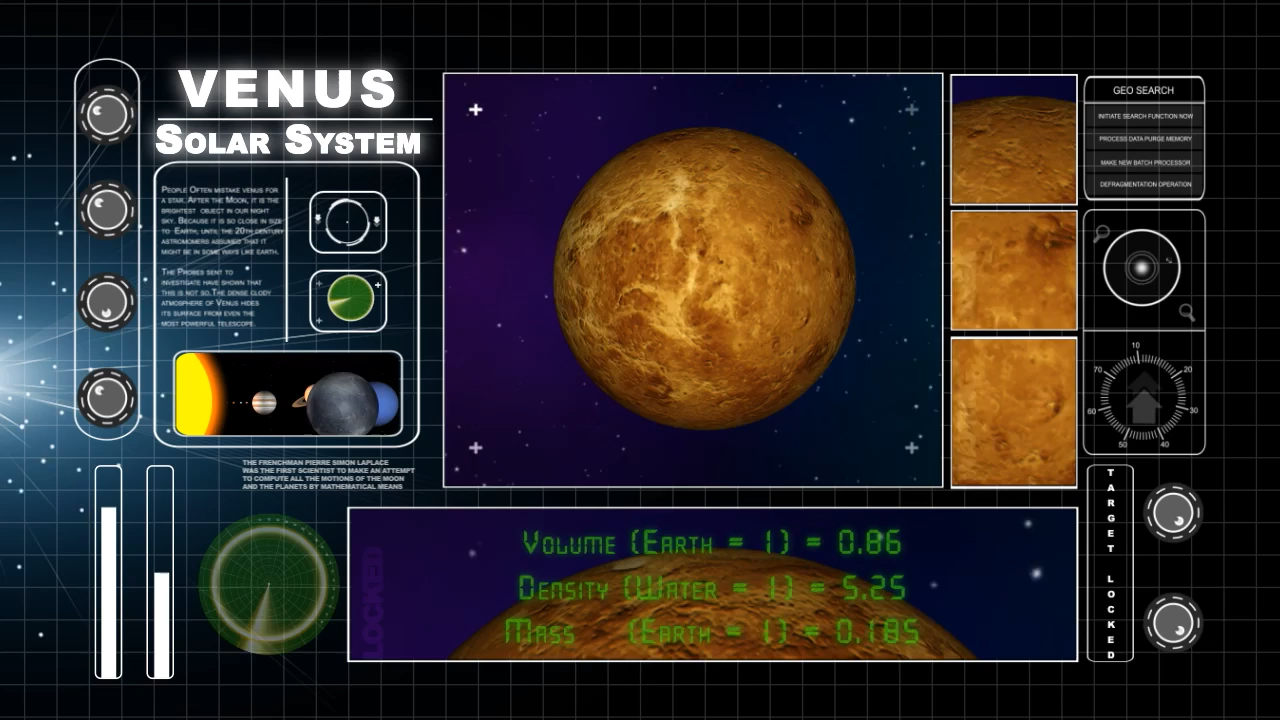 VENUS
SOLAR SYSTEM
PEOPLE OFTEN MISTAKE VENUS FOR
A STAR. AFTER THE MOON, IT IS THE
BRIGHTEST OBJECT IN OUR NIGHT
SKY. BECAUSE IT IS SO CLOSE IN SIZE
TO EARTH, UNTIL THE 20TH CENTURY
ASTROMOMERS ASSUMED THAT IT
MIGHT BE IN SOME WAYS LIKE EARTH.
THE PROBES SENT TO
INVESTIGATE HAVE SHOWN THAT
THIS IS NOT SO. THE DENSE CLODY
ATMOSPHERE OF VENUS HIDES
ITS SURFACE FROM EVEN THE
MOST POWERFUL TELESCOPE.
THE FRENCHMAN PIERRE SIMON LAPLACE
WAS THE FIRST SCIENTIST TO MAKE AN ATTEMPT
TO COMPUTE ALL THE MOTIONS OF THE MOON
AND THE PLANETS BY MATHEMATICAL MEANS
GEO SEARCH
INITIATE SEARCH FUNCTION NOW
PROCESS DATA PURGE MEMORY
MAKE NEW BATCH PROCESSOR
DEFRAGMENTATION OPERATION
10
20
30
40
50
60
70
LOCKED
VOLUME (EARTH = 1) = 0.86
DENSITY (WATER = 1) = 5.25
MASS (EARTH = 1) = 0.185
TARGET LOCKED